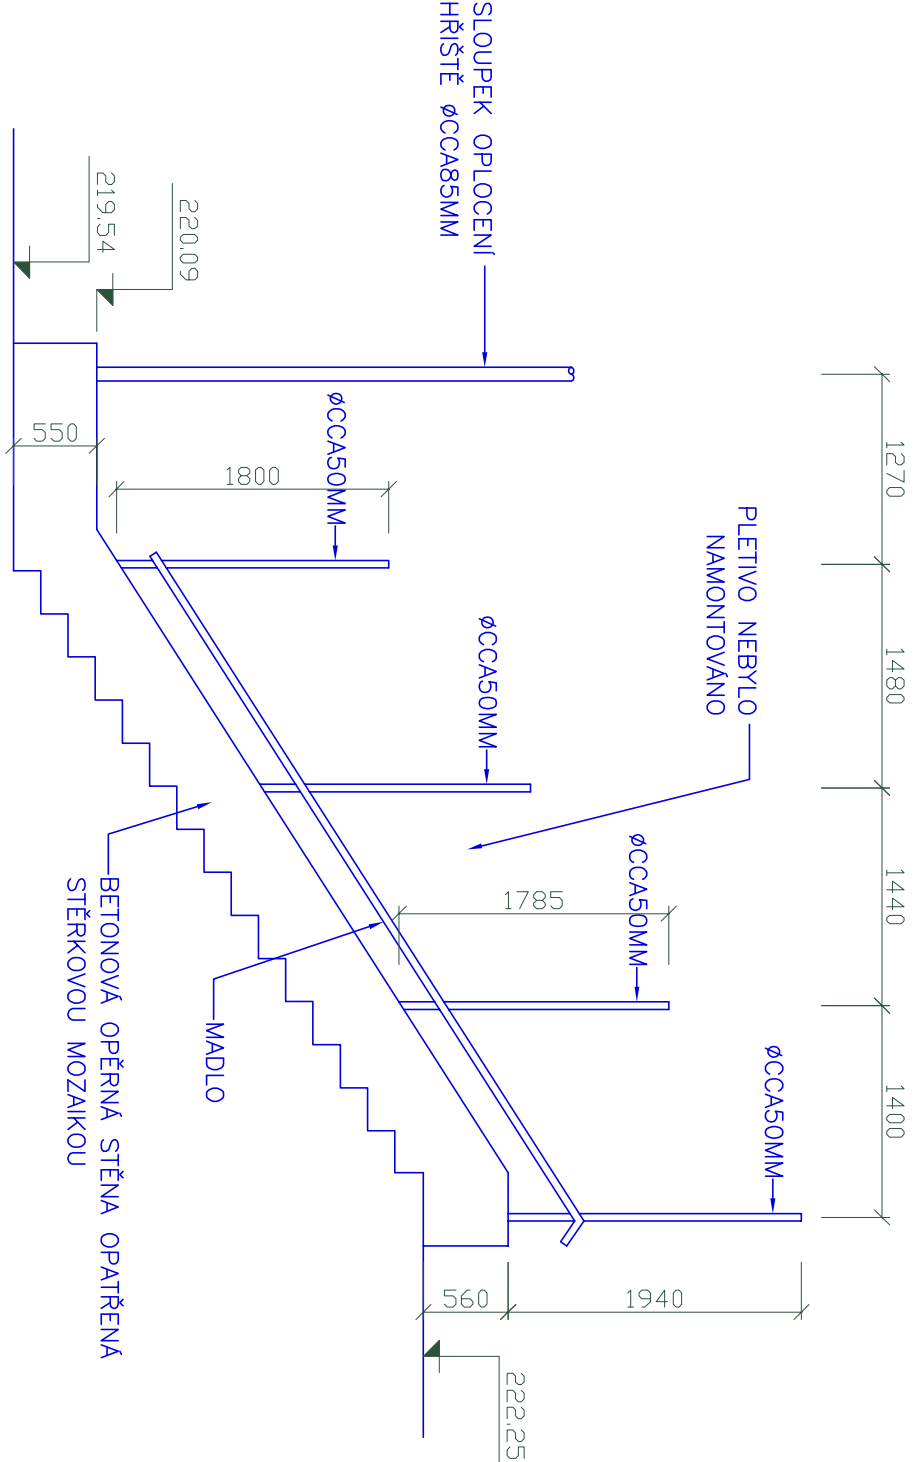 SLOUPEK OPLOCENÍ
HŘIŠTĚ ØCCA85MM
219.54
220.09
550
1800
ØCCA50MM
1270
PLETIVO NEBYLO
NAMONTOVÁNO
ØCCA50MM
1480
ØCCA50MM
1785
1440
ØCCA50MM
1400
MADLO
BETONOVÁ OPĚRNÁ STĚNA OPATŘENÁ
STĚRKOVOU MOZAIKOU
560
1940
222.25